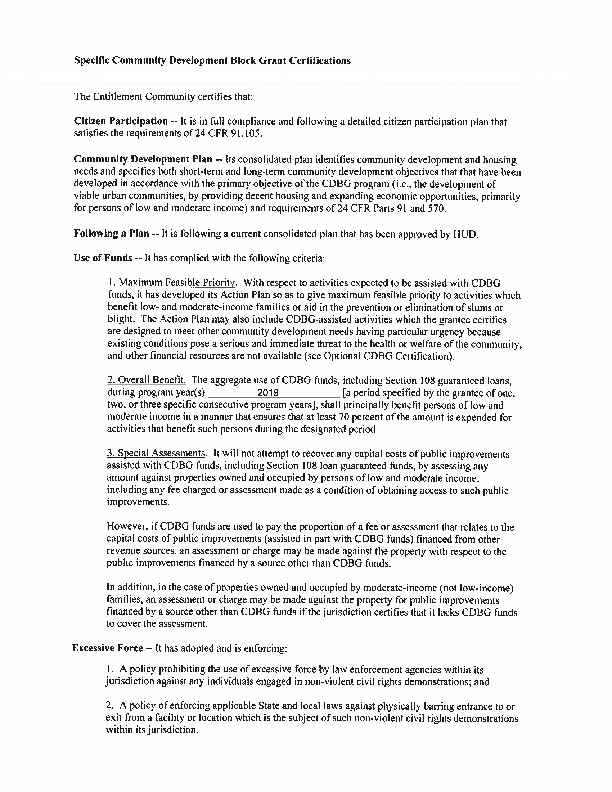 Specific Community Development Block Grant Certifications
The Entitlement Community certifies that:
Citizen Participation -- It is in full compliance and following a detailed citizen participation plan that
satisfies the requirements of 24 CFR 91.105.
Community Development Plan -- Its consolidated plan identifies community development and housing
needs and specifies both short-term and long-term community development objectives that that have been
developed in accordance with the primary objective of the CDBG program (i.e., the development of
viable urban communities, by providing decent housing and expanding economic opportunities, primarily
for persons of low and moderate income) and requirements of 24 CFR Parts 91 and 570.
Following a Plan -- It is following a current consolidated plan that has been approved by HUD.
Use of Funds -- It has complied with the following criteria:
1. Maximum Feasible Priority. With respect to activities expected to be assisted with CDBG
funds, it has developed its Action Plan so as to give maximum feasible priority to activities which
benefit low- and moderate-income families or aid in the prevention or elimination of slums or
blight. The Action Plan may also include CDBG-assisted activities which the grantee certifies
are designed to meet other community development needs having particular urgency because
existing conditions pose a serious and immediate threat to the health or welfare of the community,
and other financial resources are not available (see Optional CDBG Certification).
2. Overall Benefit. The aggregate use of CDBG funds, including Section 108 guaranteed loans,
during program year(s) 2018 [a period specified by the grantee of one,
two, or three specific consecutive program years], shall principally benefit persons of low and
moderate income in a manner that ensures that at least 70 percent of the amount is expended for
activities that benefit such persons during the designated period
3. Special Assessments. It will not attempt to recover any capital costs of public improvements
assisted with CDBG funds, including Section 108 loan guaranteed funds, by assessing any
amount against properties owned and occupied by persons of low and moderate income,
including any fee charged or assessment made as a condition of obtaining access to such public
improvements.
However, if CDBG funds are used to pay the proportion of a fee or assessment that relates to the
capital costs of public improvements (assisted in part with CDBG funds) financed from other
revenue sources, an assessment or charge may be made against the property with respect to the
public improvements financed by a source other than CDBG funds.
In addition, in the case of properties owned and occupied by moderate-income (not low-income)
families, an assessment or charge may be made against the property for public improvements
financed by a source other than CDBG funds if the jurisdiction certifies that it lacks CDBG funds
to cover the assessment.
Excessive Force -- It has adopted and is enforcing:
1. A policy prohibiting the use of excessive force by law enforcement agencies within its
jurisdiction against any individuals engaged in non-violent civil rights demonstrations; and
2. A policy of enforcing applicable State and local laws against physically barring entrance to or
exit from a facility or location which is the subject of such non-violent civil rights demonstrations
within its jurisdiction.